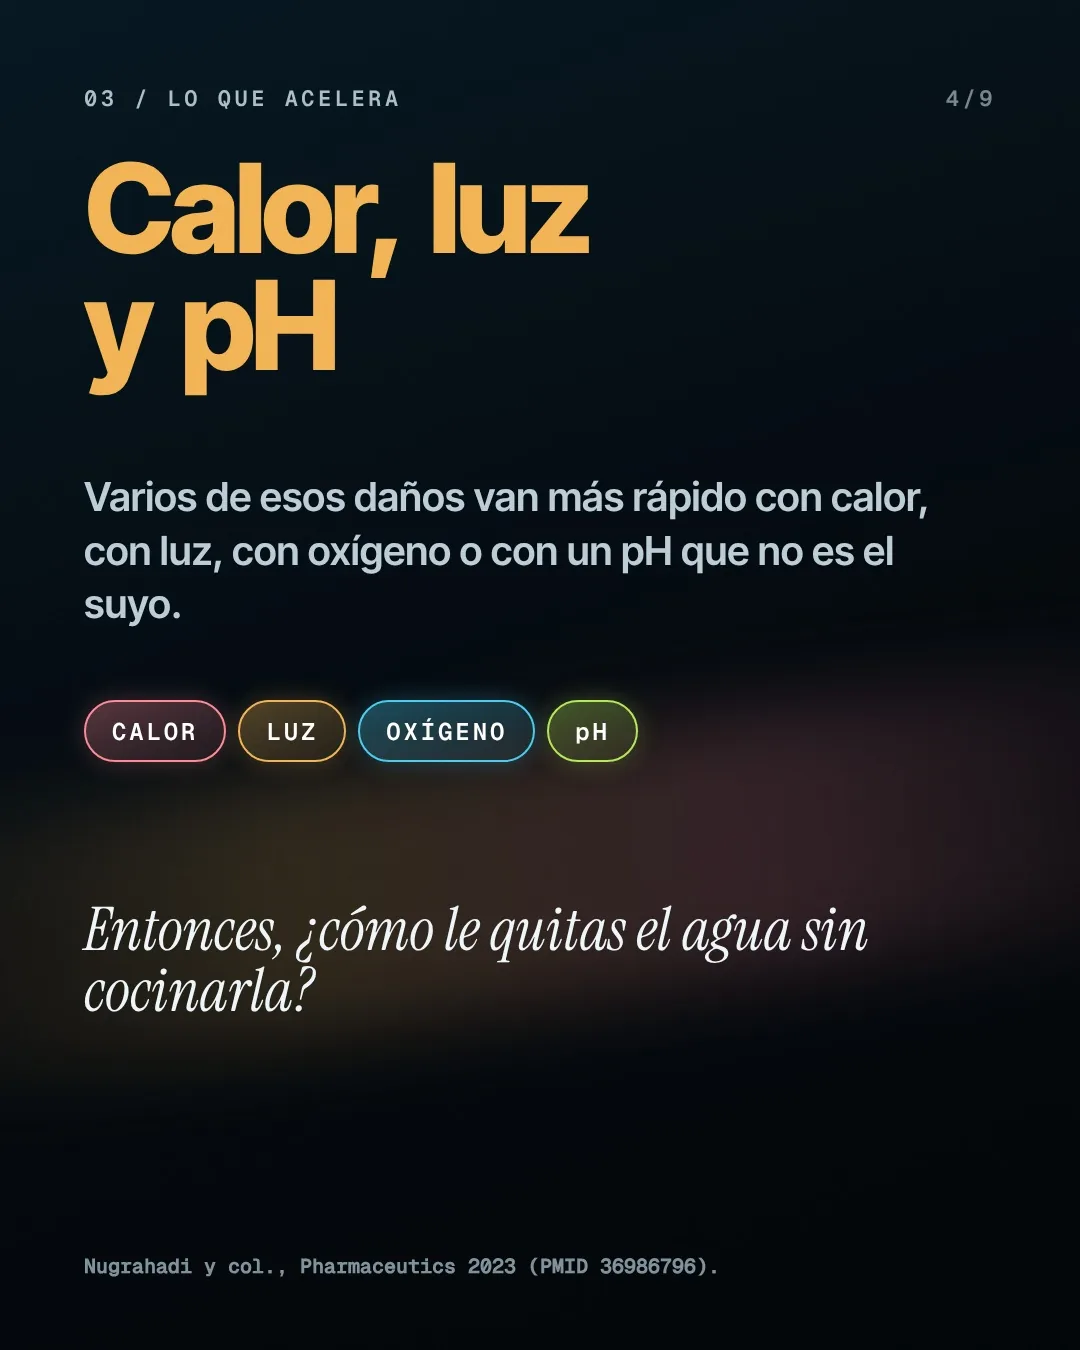 03 / LO QUE ACELERA
4/9
Calor, luz
y pH
Varios de esos daños van más rápido con calor,
con luz, con oxígeno o con un pH que no es el
suyo.
CALOR
LUZ
OXÍGENO
pH
Entonces, ¿cómo le quitas el agua sin
cocinarla?
Nugrahadi y col., Pharmaceutics 2023 (PMID 36986796).